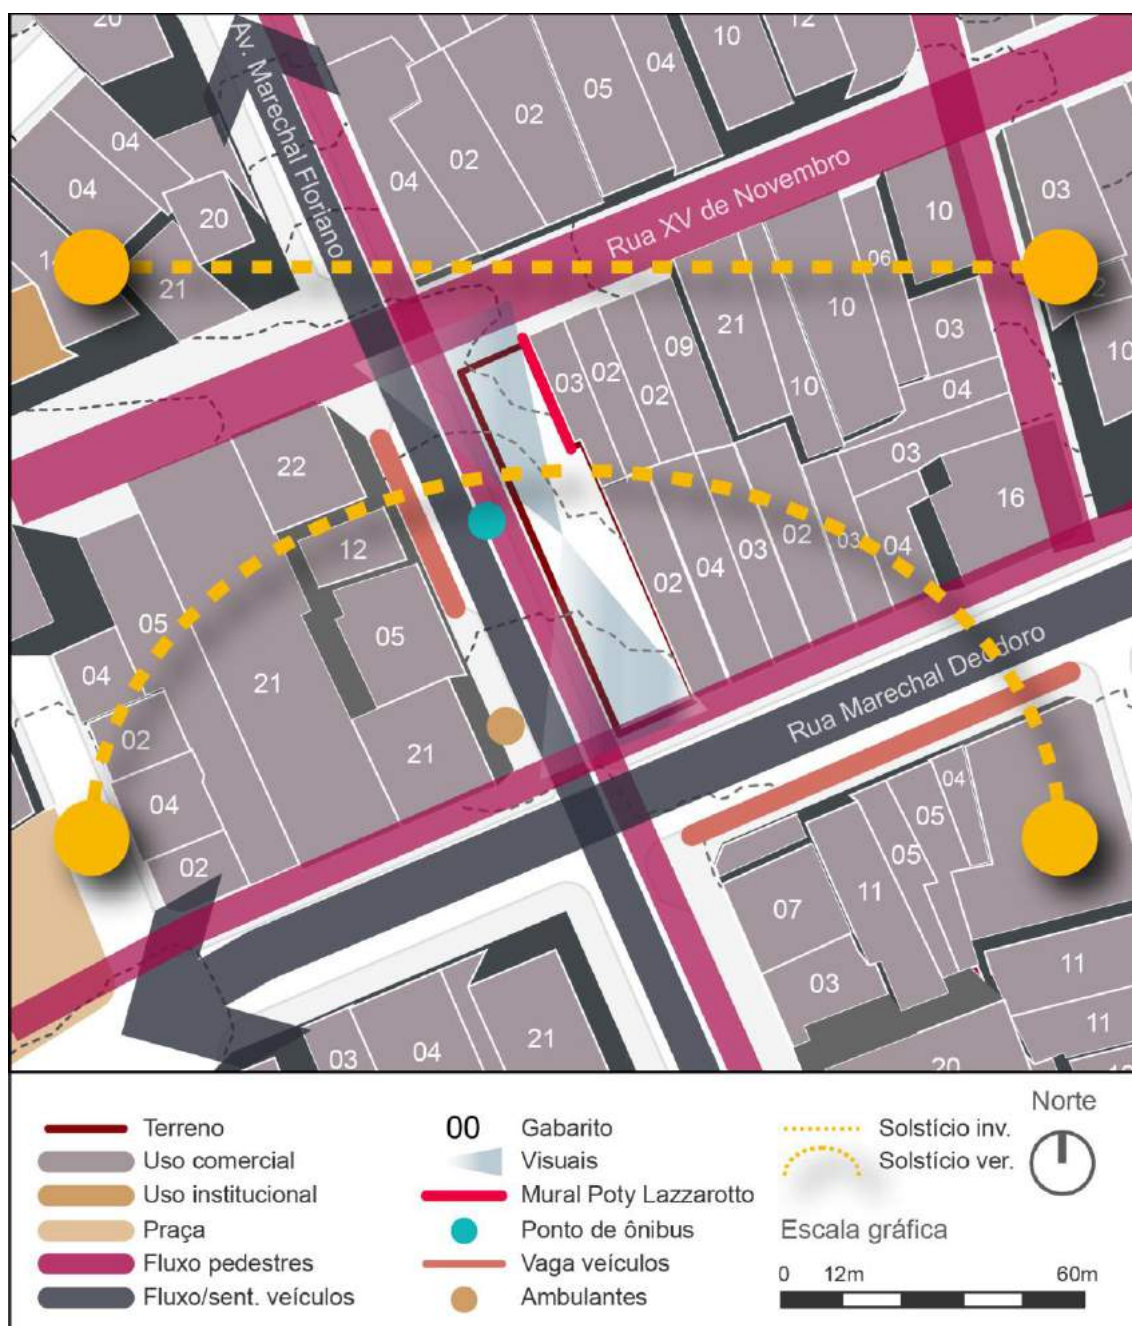 20
02
05
04
10
12
Av. Marechal Floriano
04
04
02
02
04
20
14
21
Rua XV de Novembro
10
03
06
21
10
10
03
10
03
02
02
09
04
03
22
12
16
05
04
02
04
02
21
05
21
02
04
03
02
03
04
Rua Marechal Deodoro
04
05
05
11
07
03
11
11
20
03
04
21
Terreno
Uso comercial
Uso institucional
Praça
Fluxo pedestres
Fluxo/sent. veículos
00 Gabarito
Visuais
Mural Poty Lazzarotto
Ponto de ônibus
Vaga veículos
Ambulantes
Solstício inv.
Solstício ver.
Norte
Escala gráfica
0 12m 60m